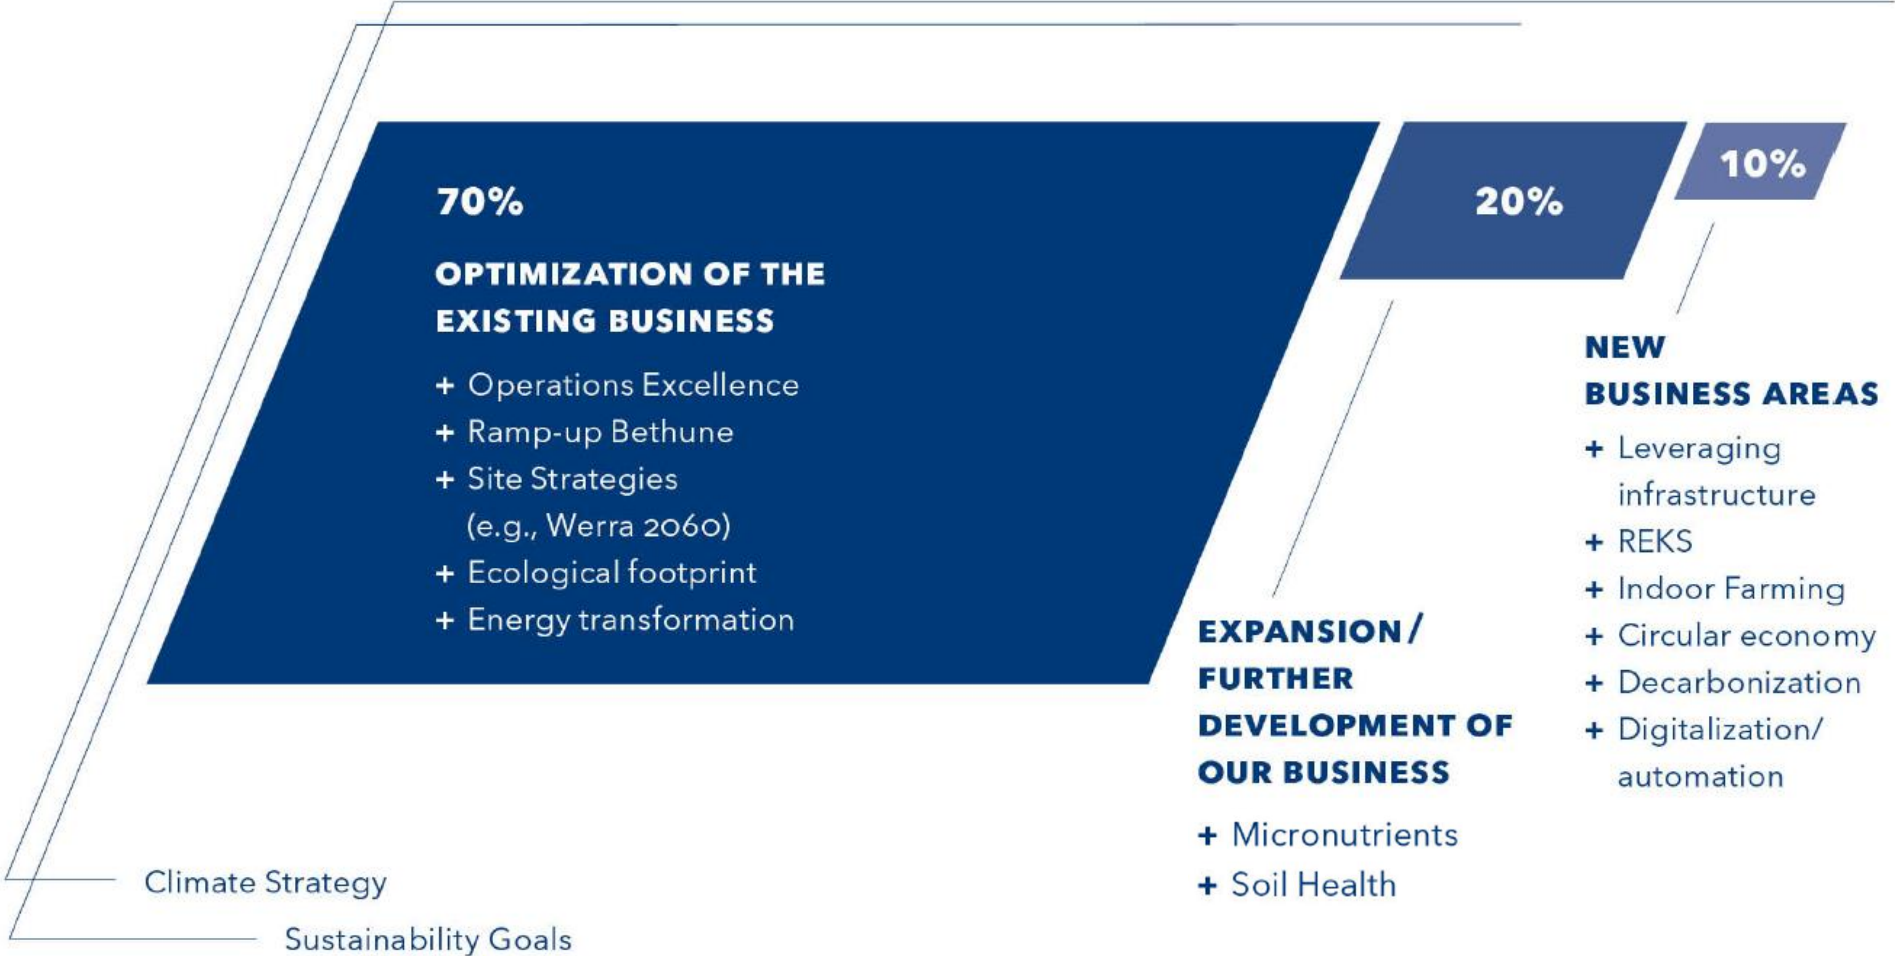 70%
OPTIMIZATION OF THE
EXISTING BUSINESS
+ Operations Excellence
+ Ramp-up Bethune
+ Site Strategies
(e.g., Werra 2060)
+ Ecological footprint
+ Energy transformation
20%
EXPANSION/
FURTHER
DEVELOPMENT OF
OUR BUSINESS
+ Micronutrients
+ Soil Health
10%
NEW
BUSINESS AREAS
+ Leveraging
infrastructure
+ REKS
+ Indoor Farming
+ Circular economy
+ Decarbonization
+ Digitalization/
automation
Climate Strategy
Sustainability Goals